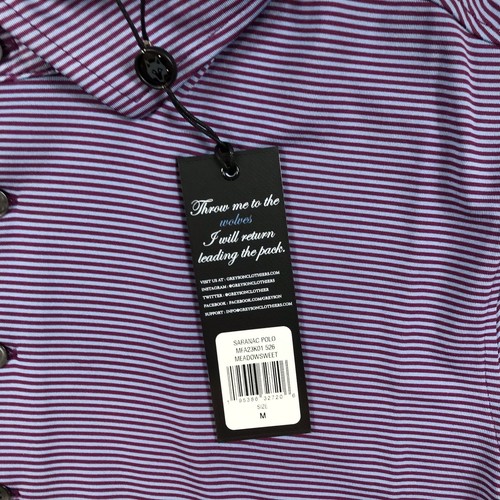 Throw me to the
wolves
I will return
leading the pack.
VISIT US AT : GREYSONCLOTHIERS.COM
INSTAGRAM : @GREYSONCLOTHIERS
TWITTER : @GREYSONCLOTHIER
FACEBOOK : FACEBOOK.COM/GREYSON
SUPPORT : INFO@GREYSONCLOTHIERS.COM
SARANAC POLO
MFA23K01 526
MEADOWSWEET
SIZE
M